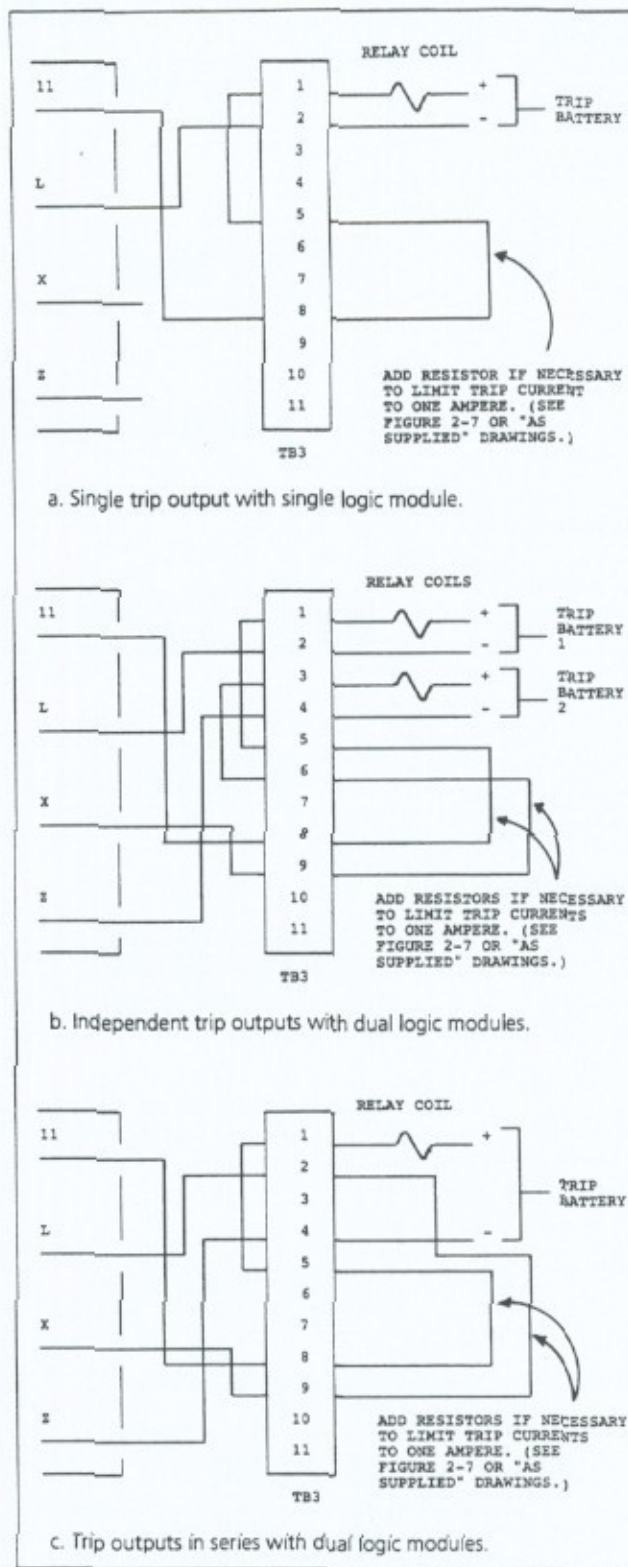 RELAY COIL
11
L
X
Z
1
2
3
4
5
6
7
8
9
10
11
TB3
+
-
TRIP
BATTERY
ADD RESISTOR IF NECESSARY
TO LIMIT TRIP CURRENT
TO ONE AMPERE. (SEE
FIGURE 2-7 OR "AS
SUPPLIED" DRAWINGS.)
a. Single trip output with single logic module.
RELAY COILS
11
L
X
Z
1
2
3
4
5
6
7
8
9
10
11
TB3
+
-
TRIP
BATTERY
1
+
-
TRIP
BATTERY
2
ADD RESISTORS IF NECESSARY
TO LIMIT TRIP CURRENTS
TO ONE AMPERE. (SEE
FIGURE 2-7 OR "AS
SUPPLIED" DRAWINGS.)
b. Independent trip outputs with dual logic modules.
RELAY COIL
11
L
X
Z
1
2
3
4
5
6
7
8
9
10
11
TB3
+
-
TRIP
BATTERY
ADD RESISTORS IF NECESSARY
TO LIMIT TRIP CURRENTS
TO ONE AMPERE. (SEE
FIGURE 2-7 OR "AS
SUPPLIED" DRAWINGS.)
c. Trip outputs in series with dual logic modules.